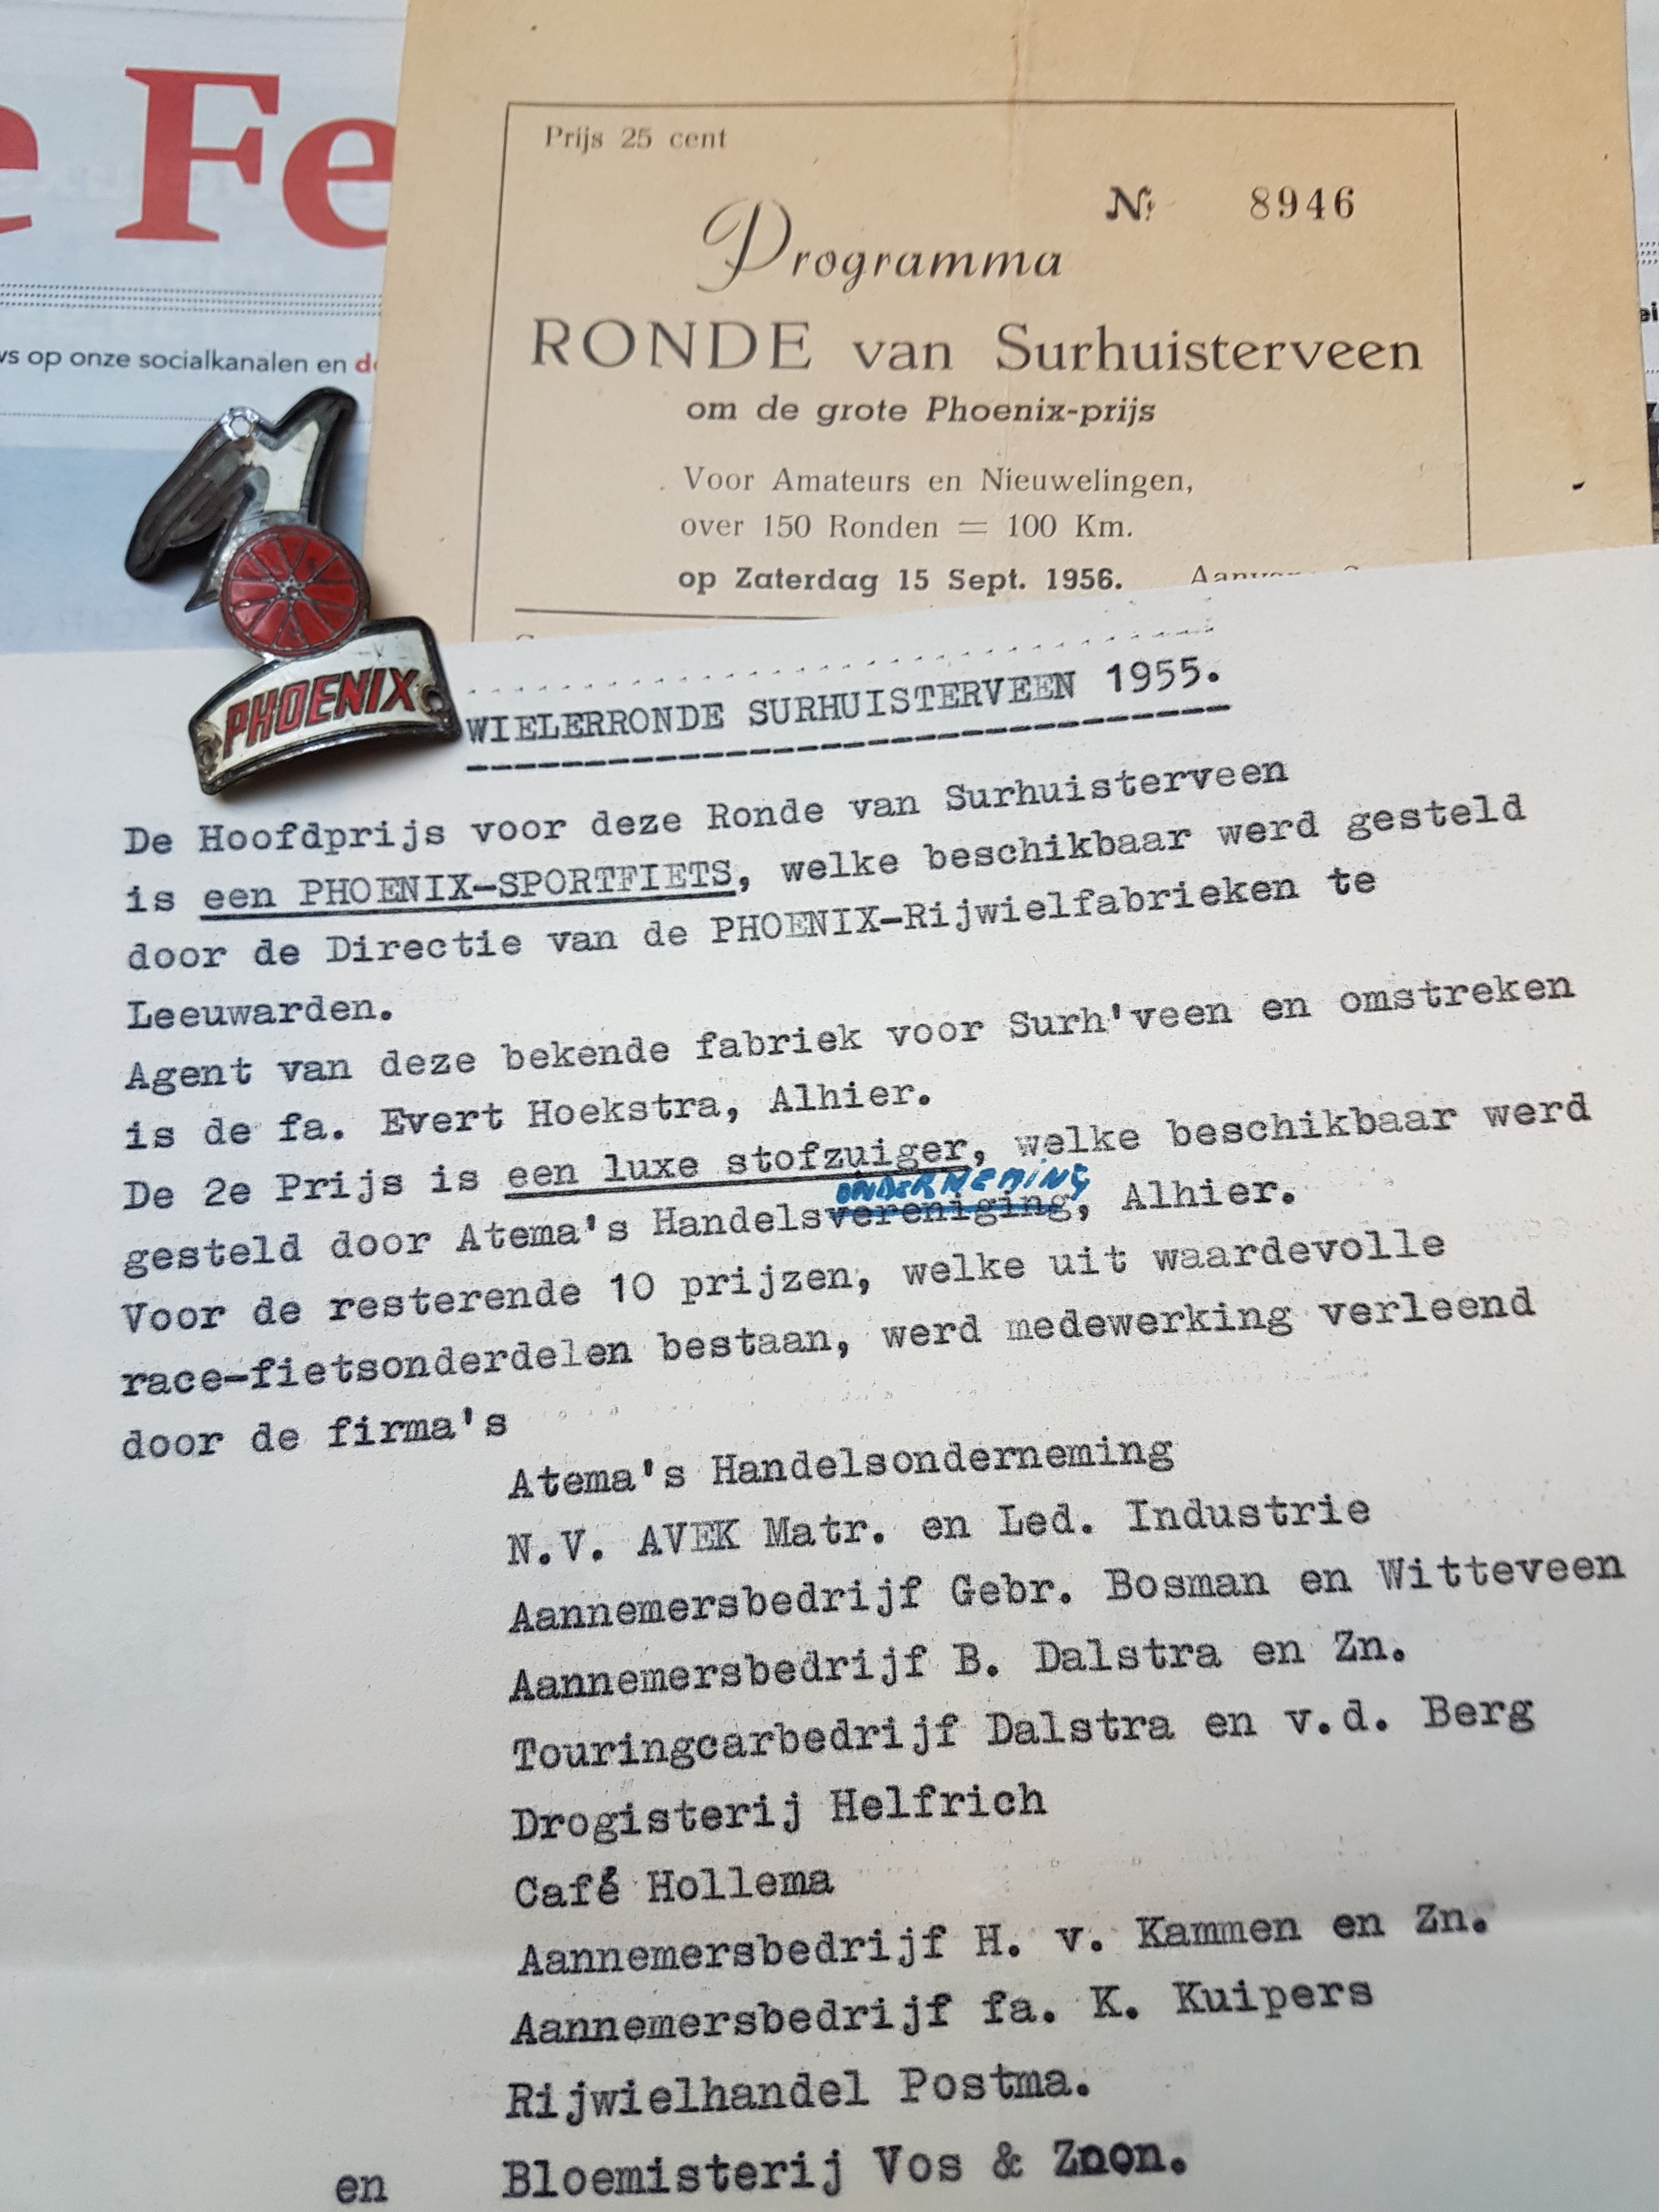 e Fe
ws op onze socialkanalen en
Prijs 25 cent
Nº 8946
Programma
RONDE van Surhuisterveen
om de grote Phoenix-prijs
Voor Amateurs en Nieuwelingen,
over 150 Ronden = 100 Km.
op Zaterdag 15 Sept. 1956.
PHOENIX
WIELERRONDE SURHUISTERVEEN 1955.
De Hoofdprijs voor deze Ronde van Surhuisterveen
is een PHOENIX-SPORTFIETS, welke beschikbaar werd gesteld
door de Directie van de PHOENIX-Rijwielfabrieken te
Leeuwarden.
Agent van deze bekende fabriek voor Surh'veen en omstreken
is de fa. Evert Hoekstra, Alhier.
De 2e Prijs is een luxe stofzuiger, welke beschikbaar werd
ONDERNEMING
gesteld door Atema's Handelsvereniging, Alhier.
Voor de resterende 10 prijzen, welke uit waardevolle
race-fietsonderdelen bestaan, werd medewerking verleend
door de firma's
Atema's Handelsonderneming
N.V. AVEK Matr. en Led. Industrie
Aannemersbedrijf Gebr. Bosman en Witteveen
Aannemersbedrijf B. Dalstra en Zn.
Touringcarbedrijf Dalstra en v.d. Berg
Drogisterij Helfrich
Café Hollema
Aannemersbedrijf H. v. Kammen en Zn.
Aannemersbedrijf fa. K. Kuipers
Rijwielhandel Postma.
en Bloemisterij Vos & Zoon.